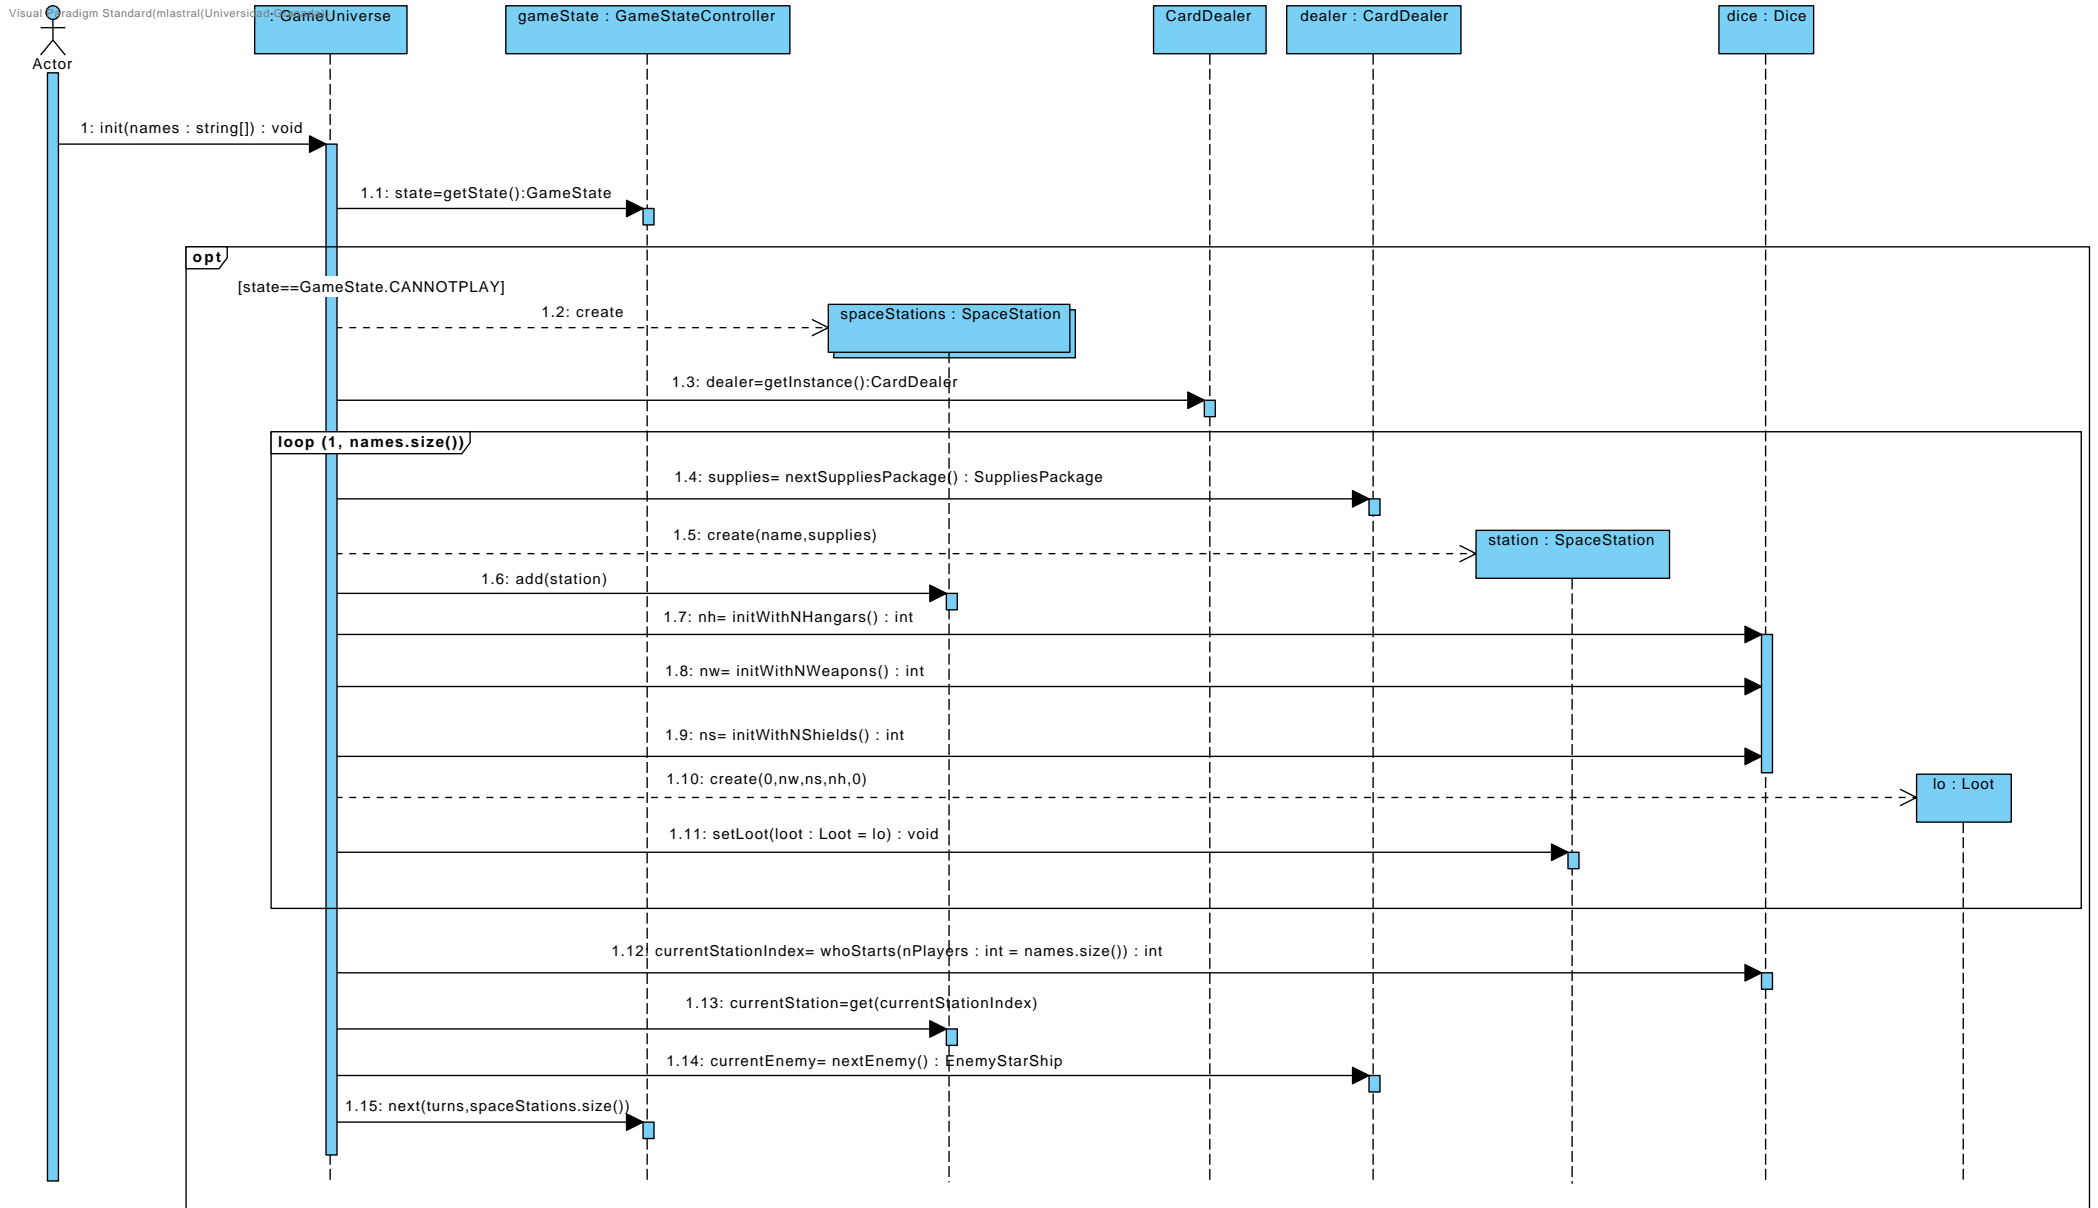 Visual Paradigm Standard(mlastral(Universidad Granada))
: GameUniverse
gameState : GameStateController
CardDealer
dealer : CardDealer
dice : Dice
Actor
1: init(names : string[]) : void
1.1: state=getState():GameState
opt
[state==GameState.CANNOTPLAY]
1.2: create
spaceStations : SpaceStation
1.3: dealer=getInstance():CardDealer
loop (1, names.size())
1.4: supplies= nextSuppliesPackage() : SuppliesPackage
1.5: create(name,supplies)
station : SpaceStation
1.6: add(station)
1.7: nh= initWithNHangars() : int
1.8: nw= initWithNWeapons() : int
1.9: ns= initWithNShields() : int
1.10: create(0,nw,ns,nh,0)
lo : Loot
1.11: setLoot(loot : Loot = lo) : void
1.12: currentStationIndex= whoStarts(nPlayers : int = names.size()) : int
1.13: currentStation=get(currentStationIndex)
1.14: currentEnemy= nextEnemy() : EnemyStarShip
1.15: next(turns,spaceStations.size())